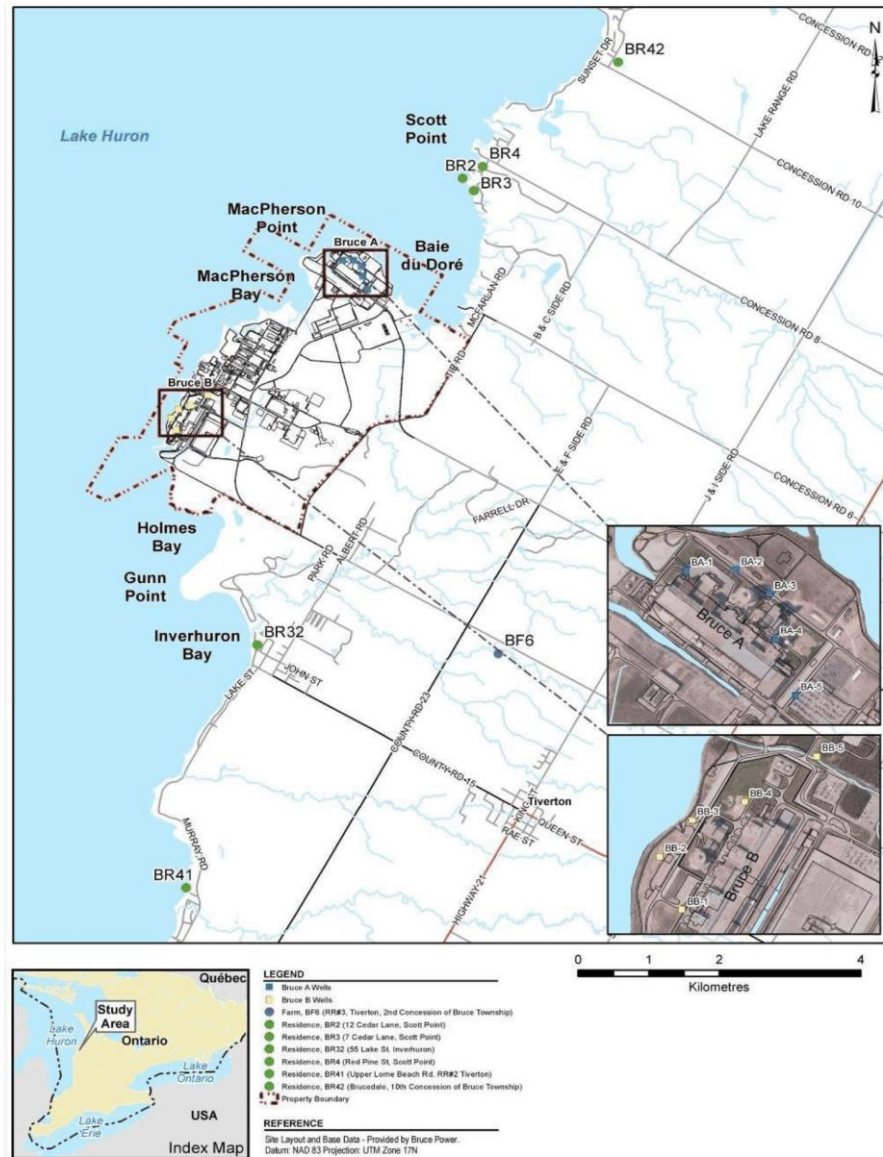 CONCESSION RD 12
N
BR42
SUNSET DR
LAKE RANGE RD
Lake Huron
Scott
Point
BR4
BR2
BR3
CONCESSION RD 10
MacPherson
Point
Bruce A
Baie
du Doré
MacPherson
Bay
MCFARLAN RD
B & C SIDE RD
CONCESSION RD 8
TIE RD
Bruce B
E & F SIDE RD
J & I SIDE RD
CONCESSION RD 6
FARRELL DR
Holmes
Bay
PARK RD
ALBERT RD
Gunn
Point
Inverhuron
Bay
BR32
BF6
JOHN ST
LAKE ST
COUNTY RD 23
COUNTY RD 15
Tiverton
KING ST
QUEEN ST
RAE ST
HIGHWAY 21
MURRAY RD
BR41
BA-1
BA-2
BA-3
BA-4
BA-5
Bruce A
BB-5
BB-4
BB-3
BB-2
BB-1
Bruce B
0 1 2 4
Kilometres
Québec
Study
Area
Lake
Huron
Ontario
Lake
Ontario
USA
Lake
Erie
Index Map
LEGEND
Bruce A Wells
Bruce B Wells
Farm, BF6 (RR#3, Tiverton, 2nd Concession of Bruce Township)
Residence, BR2 (12 Cedar Lane, Scott Point)
Residence, BR3 (7 Cedar Lane, Scott Point)
Residence, BR32 (55 Lake St. Inverhuron)
Residence, BR4 (Red Pine St, Scott Point)
Residence, BR41 (Upper Lorne Beach Rd. RR#2 Tiverton)
Residence, BR42 (Brucedale, 10th Concession of Bruce Township)
Property Boundary
REFERENCE
Site Layout and Base Data - Provided by Bruce Power.
Datum: NAD 83 Projection: UTM Zone 17N